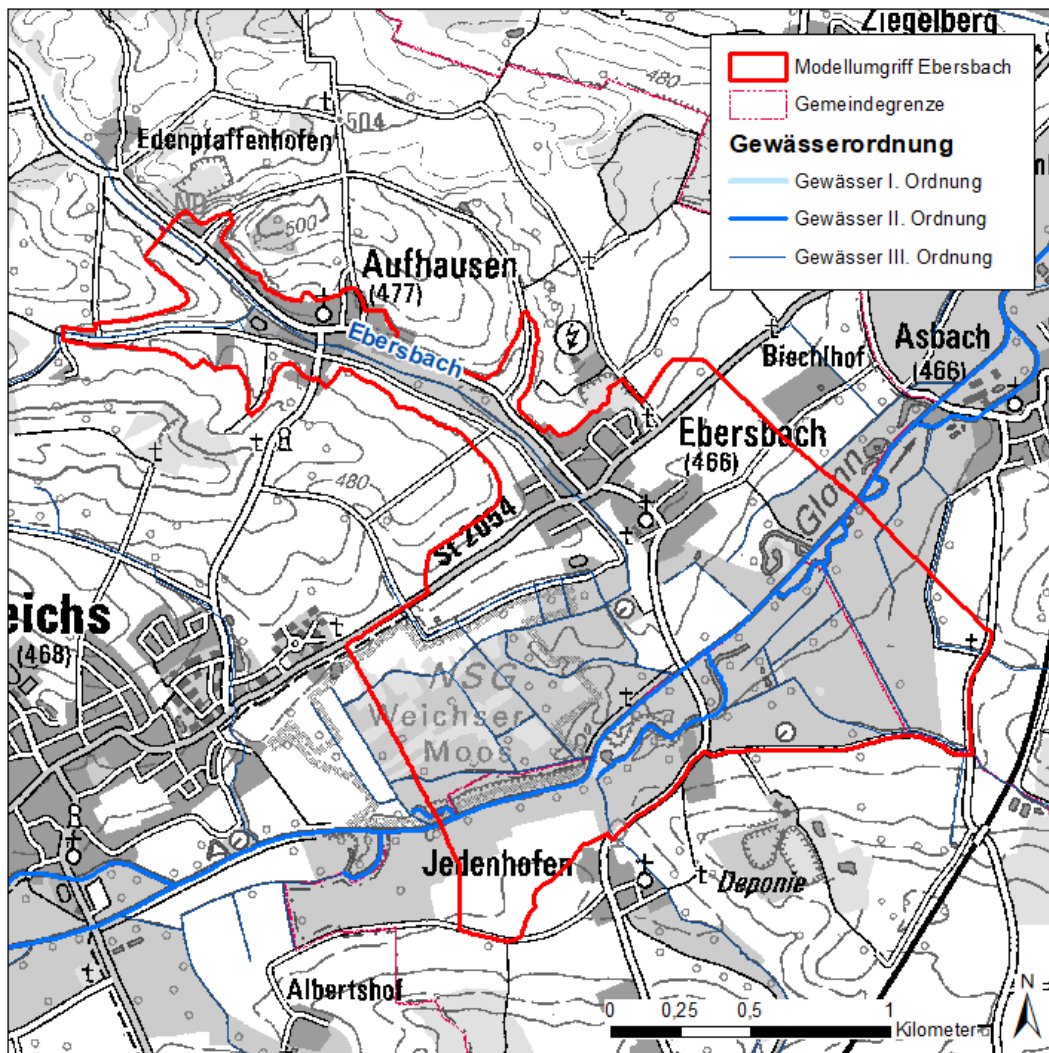 Ziegelberg
480
Modellumgriff Ebersbach
Gemeindegrenze
Gewässerordnung
Gewässer I. Ordnung
Gewässer II. Ordnung
Gewässer III. Ordnung
504
Edenpfaffenhofen
ND
500
Aufhausen
(477)
Ebersbach
Biechlhof
Asbach
(466)
Ebersbach
(466)
Glonn
480
St 2054
eichs
(468)
NSG
Weichser
Moos
Jedenhofen
Deponie
Albertshof
N
0 0,25 0,5 1
Kilometer